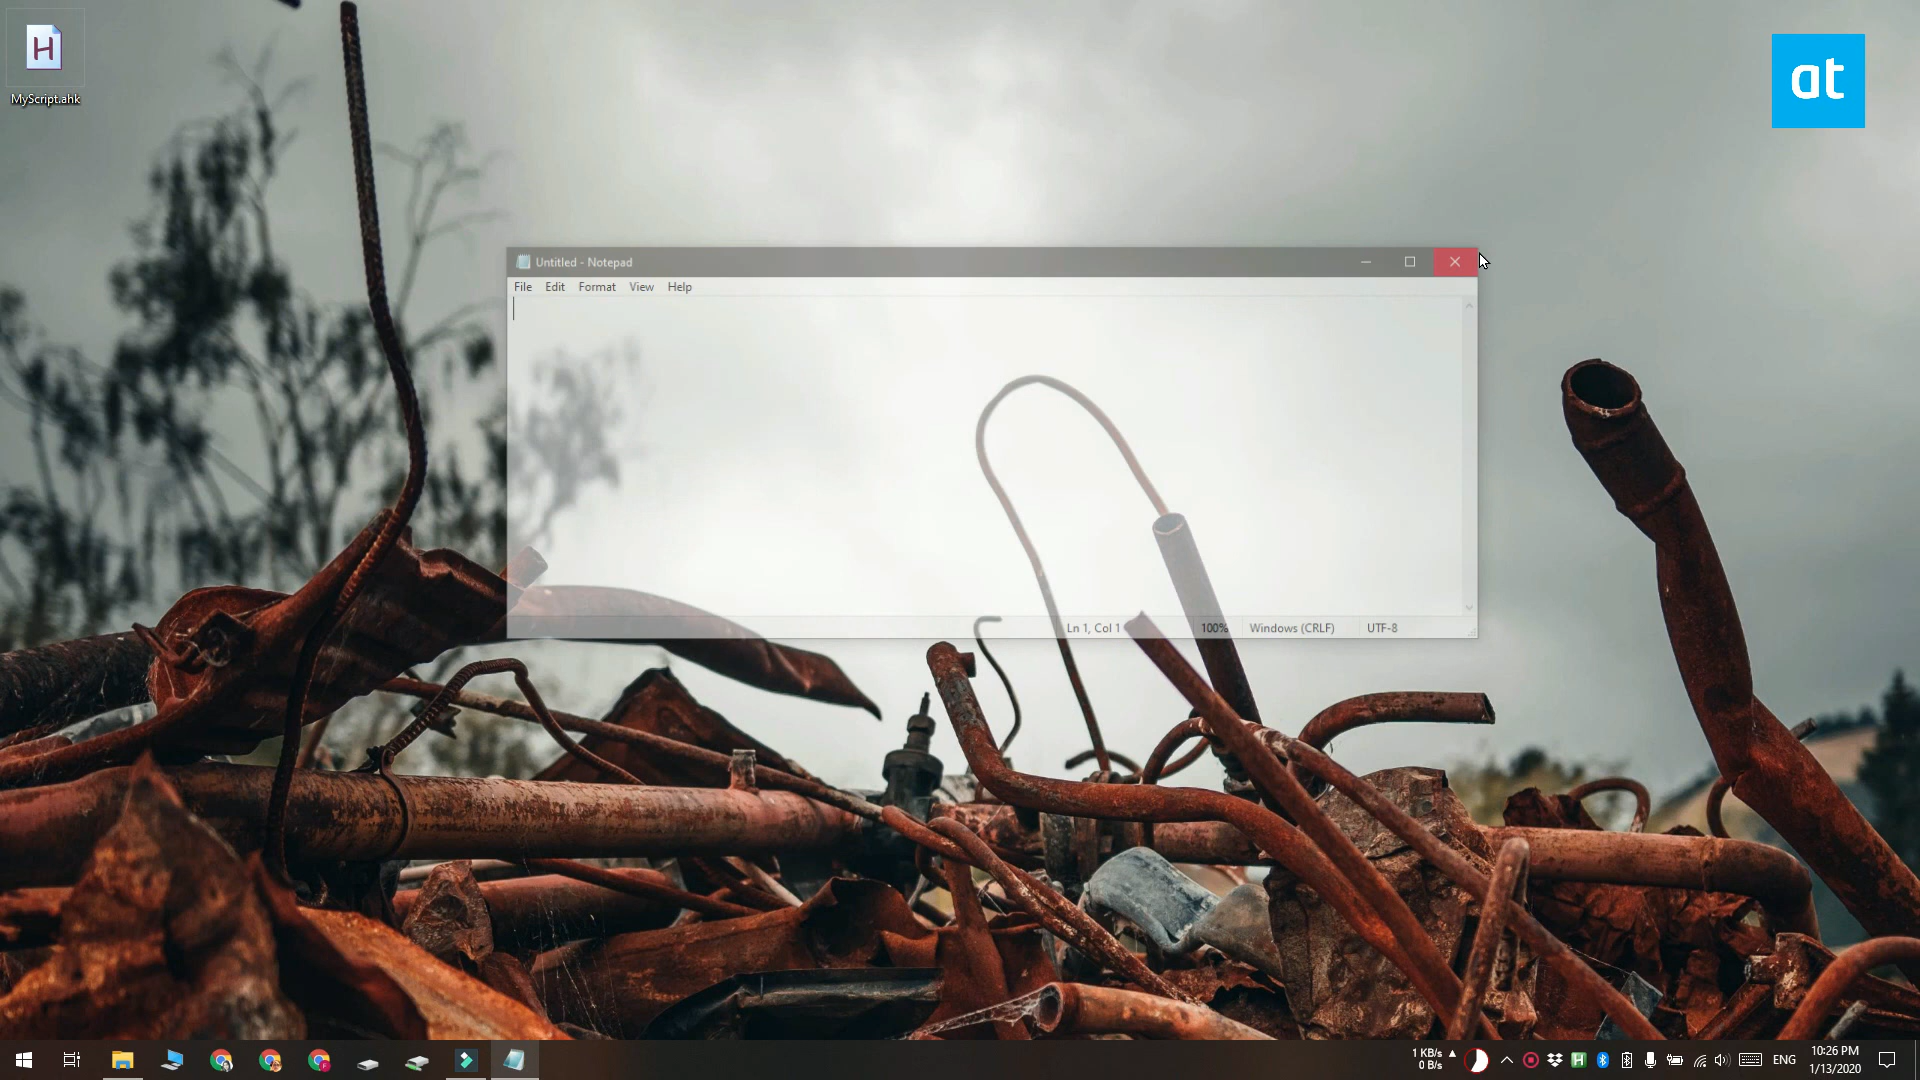 MyScript.ahk
at
Untitled - Notepad
File Edit Format View Help
Ln 1, Col 1 100% Windows (CRLF) UTF-8
1 KB/s
0 B/s
ENG
10:26 PM
1/13/2020